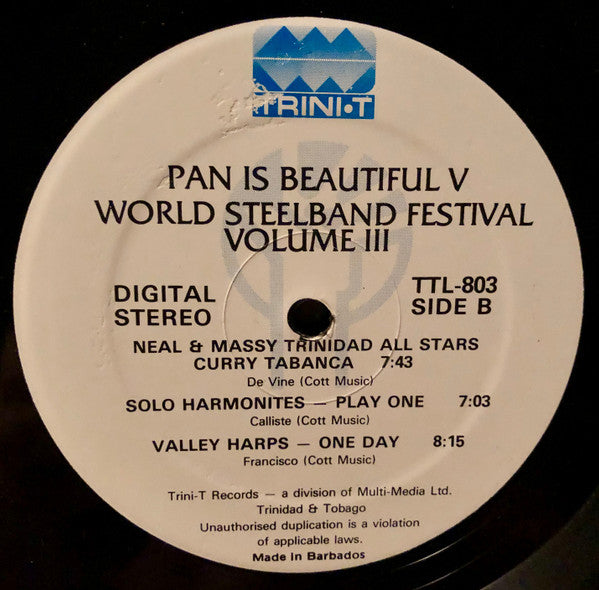 TRINI•T
PAN IS BEAUTIFUL V
WORLD STEELBAND FESTIVAL
VOLUME III
DIGITAL
STEREO
TTL-803
SIDE B
NEAL & MASSY TRINIDAD ALL STARS
CURRY TABANCA 7:43
De Vine (Cott Music)
SOLO HARMONITES — PLAY ONE 7:03
Calliste (Cott Music)
VALLEY HARPS — ONE DAY 8:15
Francisco (Cott Music)
Trini-T Records — a division of Multi-Media Ltd.
Trinidad & Tobago
Unauthorised duplication is a violation
of applicable laws.
Made in Barbados